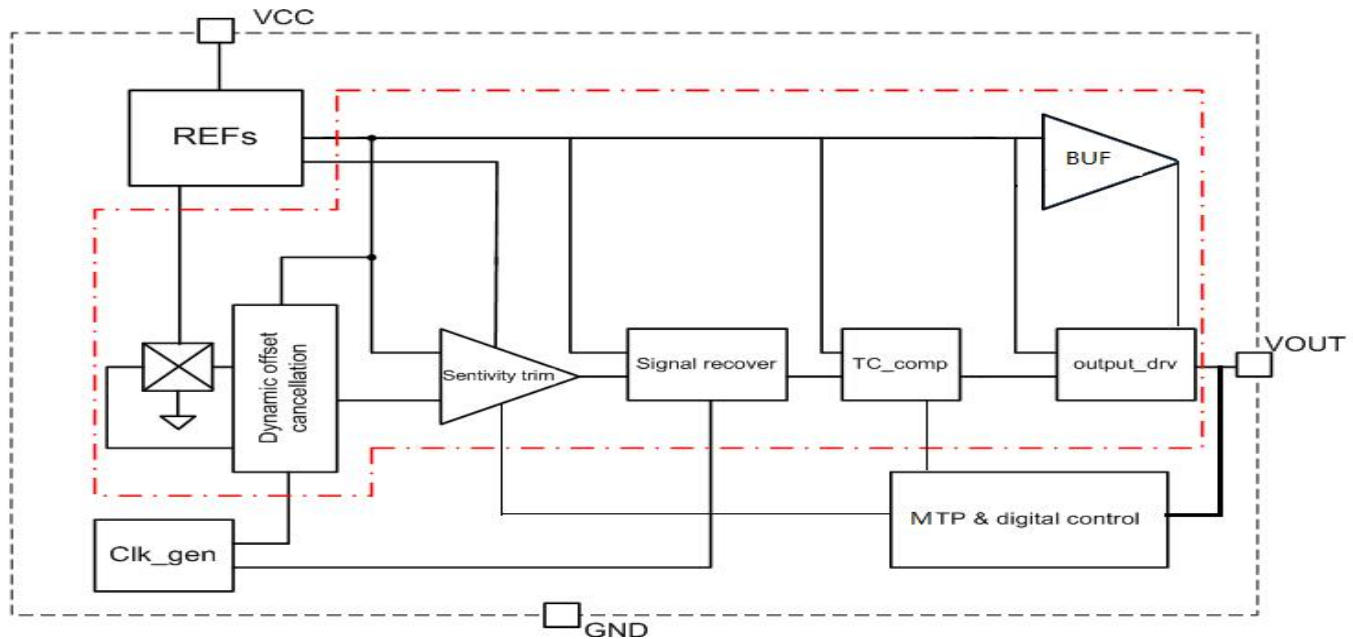 VCC
REFs
BUF
Dynamic offset
cancellation
Sentivity trim
Signal recover
TC_comp
output_drv
VOUT
MTP & digital control
Clk_gen
GND